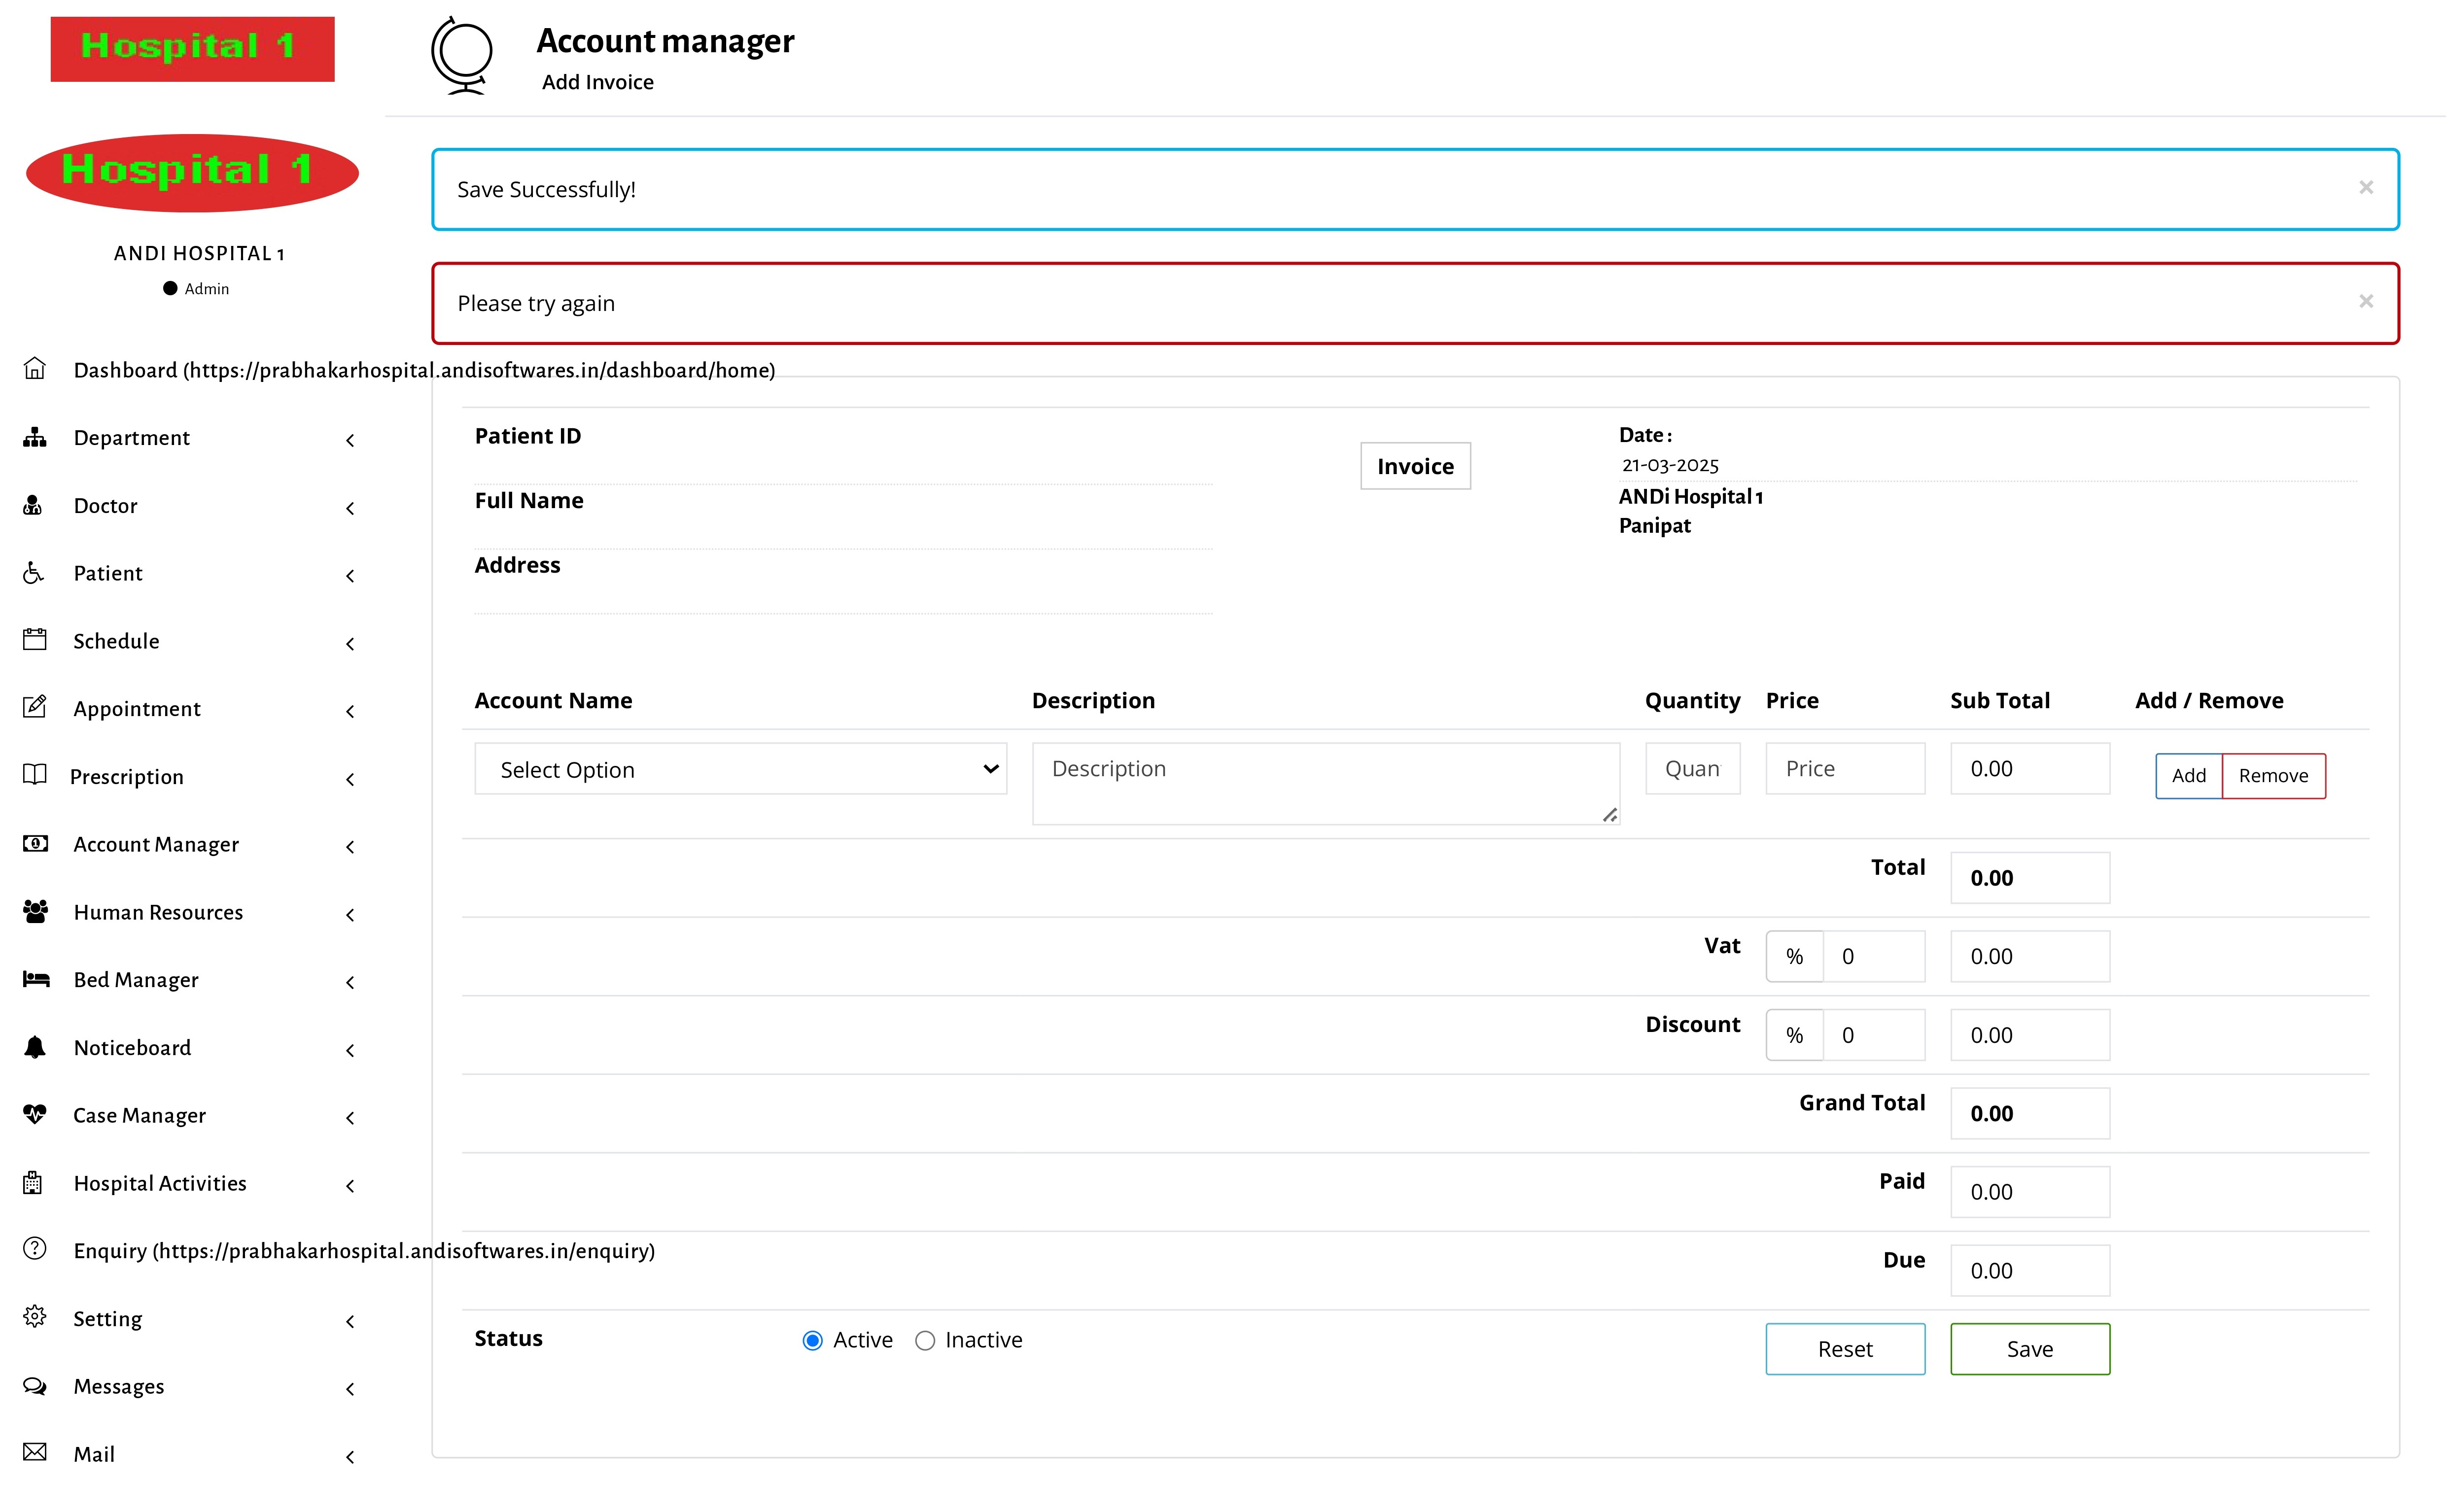 Hospital 1
Hospital 1
ANDI HOSPITAL 1
Admin
Dashboard (https://prabhakarhospital.andisoftwares.in/dashboard/home)
Department
Doctor
Patient
Schedule
Appointment
Prescription
Account Manager
Human Resources
Bed Manager
Noticeboard
Case Manager
Hospital Activities
Enquiry (https://prabhakarhospital.andisoftwares.in/enquiry)
Setting
Messages
Mail
Account manager
Add Invoice
Save Successfully! ×
Please try again ×
Patient ID
Full Name
Address
Invoice
Date :
21-03-2025
ANDi Hospital 1
Panipat
Account Name Description Quantity Price Sub Total Add / Remove
Select Option Description Quan Price 0.00 Add Remove
Total 0.00
Vat % 0 0.00
Discount % 0 0.00
Grand Total 0.00
Paid 0.00
Due 0.00
Status Active Inactive Reset Save